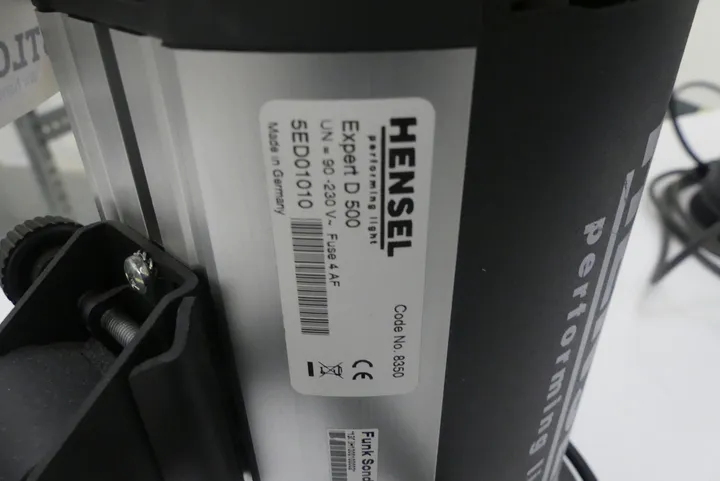 HENSEL
performing light
Code No. 8350
Expert D 500
UN = 90 -230 V~ Fuse 4 AF
5ED01010
Made in Germany
CE
Funk Sond
performing li